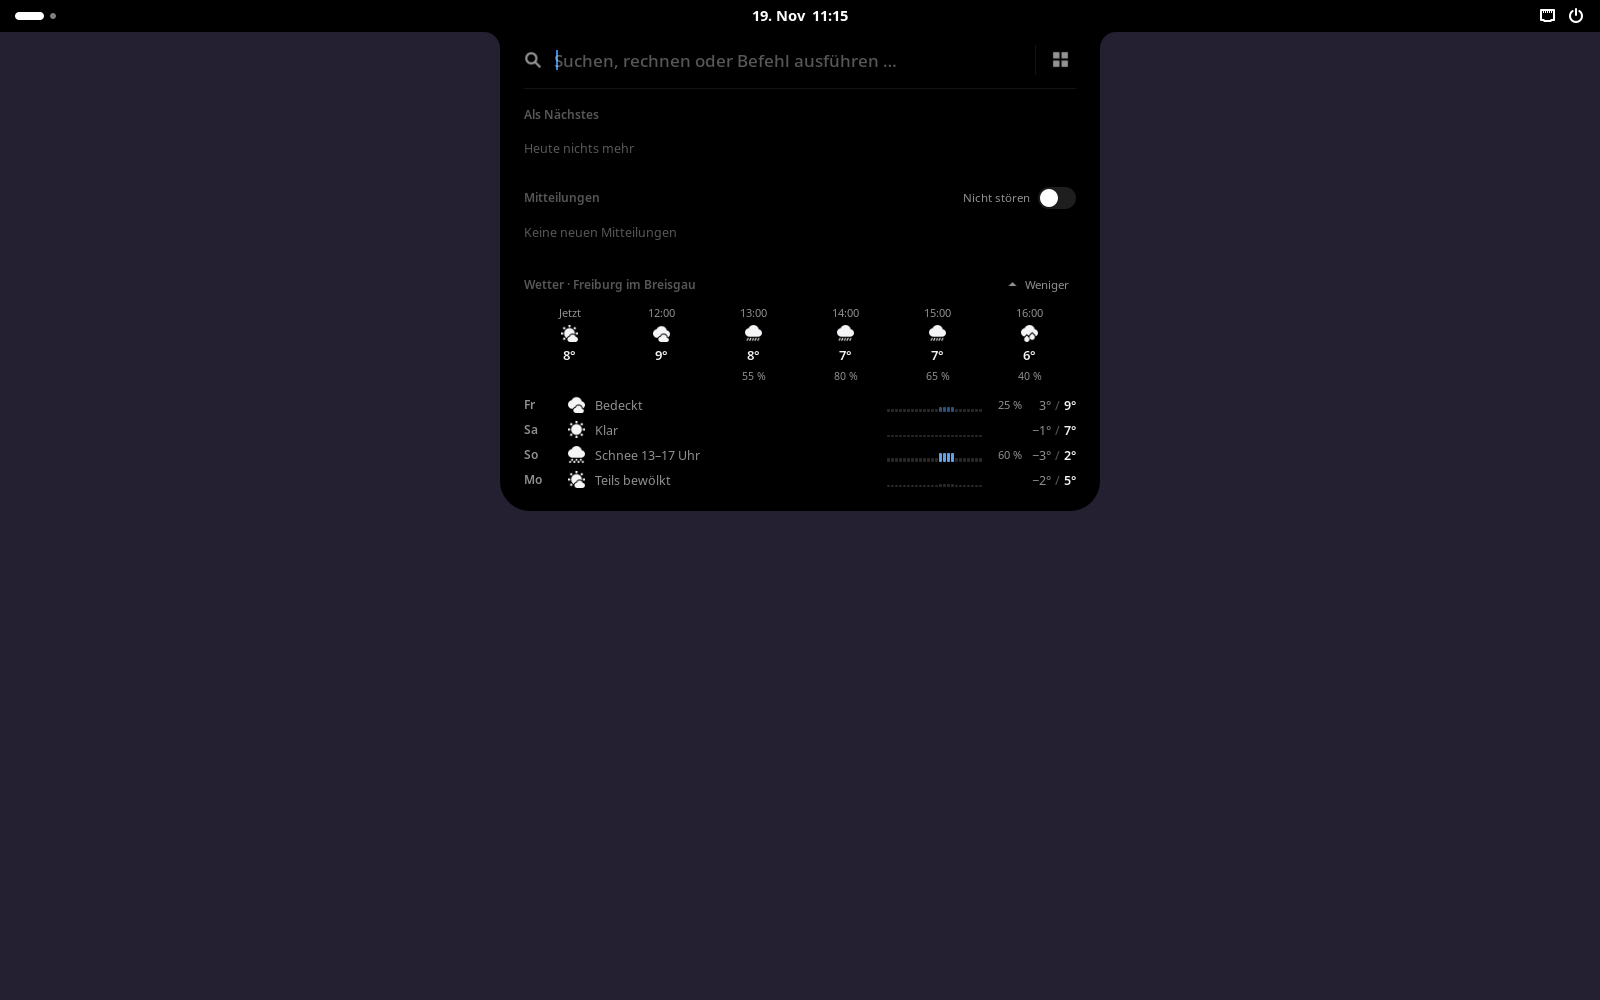 19. Nov 11:15
Suchen, rechnen oder Befehl ausführen ...
Als Nächstes
Heute nichts mehr
Mitteilungen Nicht stören
Keine neuen Mitteilungen
Wetter · Freiburg im Breisgau Weniger
Jetzt 12:00 13:00 14:00 15:00 16:00
8° 9° 8° 7° 7° 6°
55 % 80 % 65 % 40 %
Fr Bedeckt 25 % 3° / 9°
Sa Klar −1° / 7°
So Schnee 13–17 Uhr 60 % −3° / 2°
Mo Teils bewölkt −2° / 5°